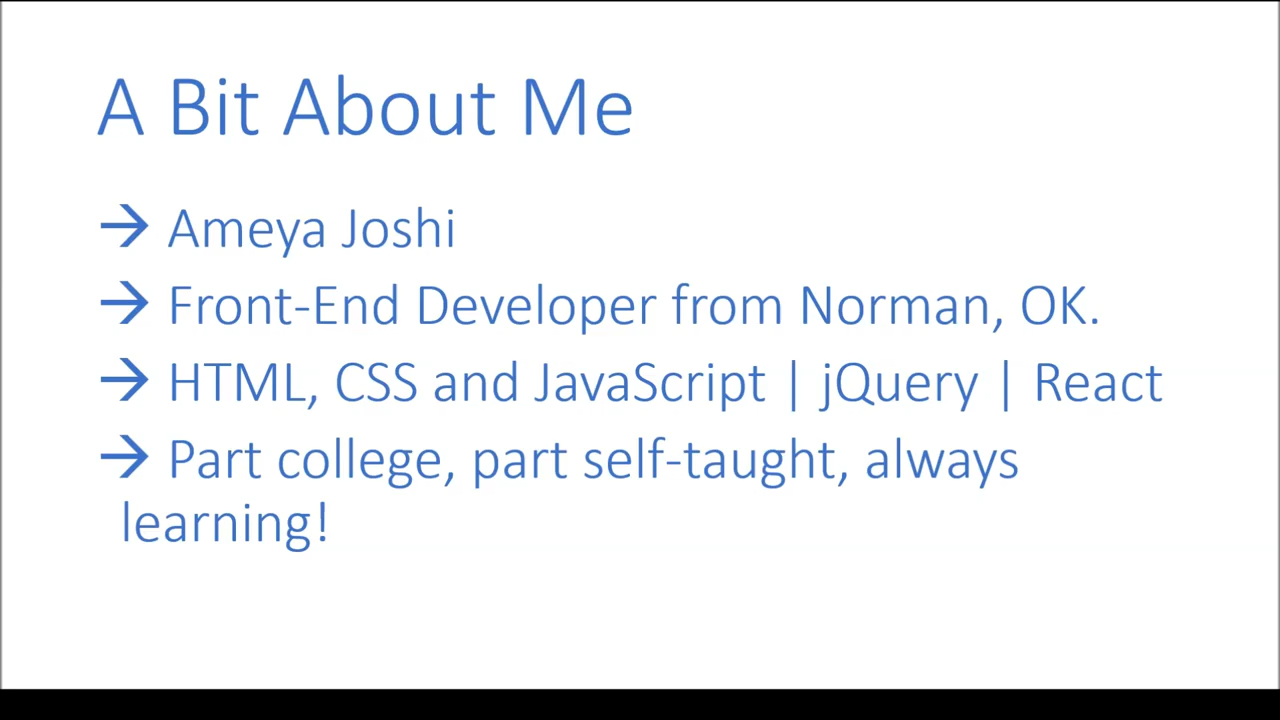 A Bit About Me
→ Ameya Joshi
→ Front-End Developer from Norman, OK.
→ HTML, CSS and JavaScript | jQuery | React
→ Part college, part self-taught, always
learning!